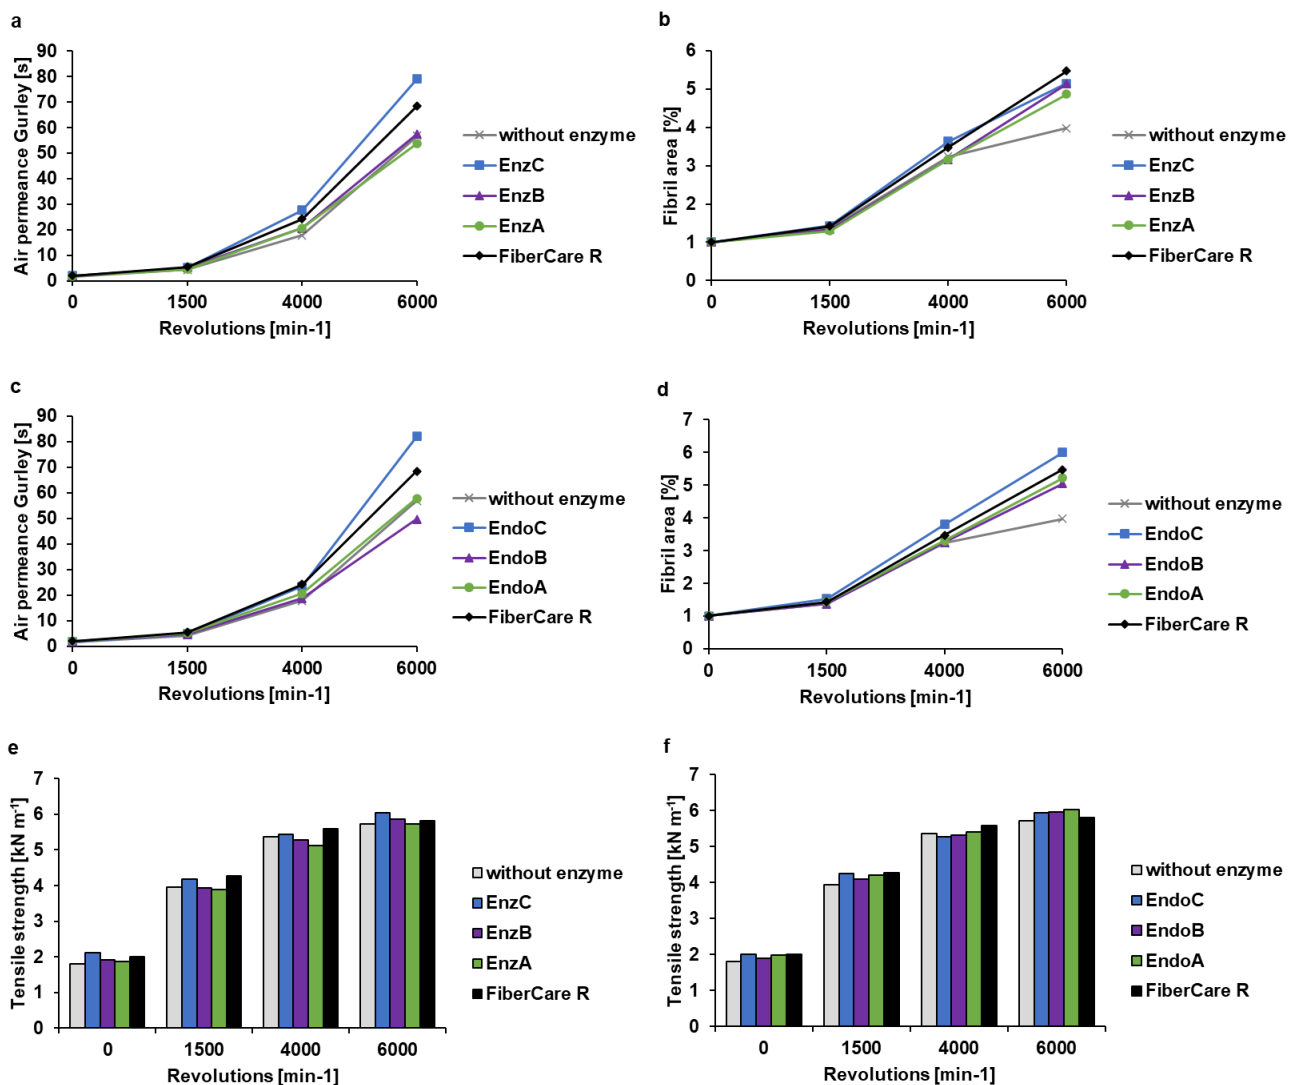 a
90
80
70
60
50
40
30
20
10
0
Air permeance Gurley [s]
0 1500 4000 6000
Revolutions [min-1]
without enzyme
EnzC
EnzB
EnzA
FiberCare R
b
6
5
4
3
2
1
0
Fibril area [%]
0 1500 4000 6000
Revolutions [min-1]
without enzyme
EnzC
EnzB
EnzA
FiberCare R
c
90
80
70
60
50
40
30
20
10
0
Air permeance Gurley [s]
0 1500 4000 6000
Revolutions [min-1]
without enzyme
EndoC
EndoB
EndoA
FiberCare R
d
7
6
5
4
3
2
1
0
Fibril area [%]
0 1500 4000 6000
Revolutions [min-1]
without enzyme
EndoC
EndoB
EndoA
FiberCare R
e
7
6
5
4
3
2
1
0
Tensile strength [kN m⁻¹]
0 1500 4000 6000
Revolutions [min-1]
without enzyme
EnzC
EnzB
EnzA
FiberCare R
f
7
6
5
4
3
2
1
0
Tensile strength [kN m⁻¹]
0 1500 4000 6000
Revolutions [min-1]
without enzyme
EndoC
EndoB
EndoA
FiberCare R